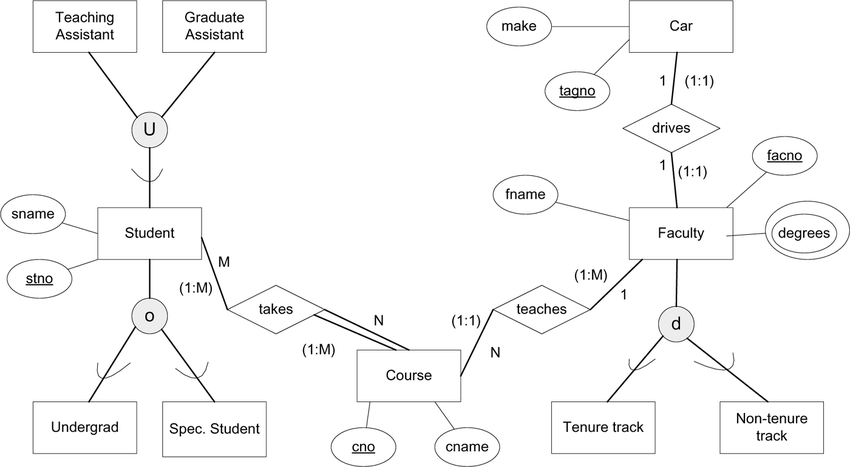 Teaching
Assistant
Graduate
Assistant
make
Car
tagno
1
(1:1)
U
drives
1
(1:1)
facno
sname
fname
Student
Faculty
degrees
stno
M
(1:M)
takes
N
(1:M)
(1:1)
teaches
(1:M)
1
N
o
d
Course
Undergrad
Spec. Student
Tenure track
Non-tenure
track
cno
cname